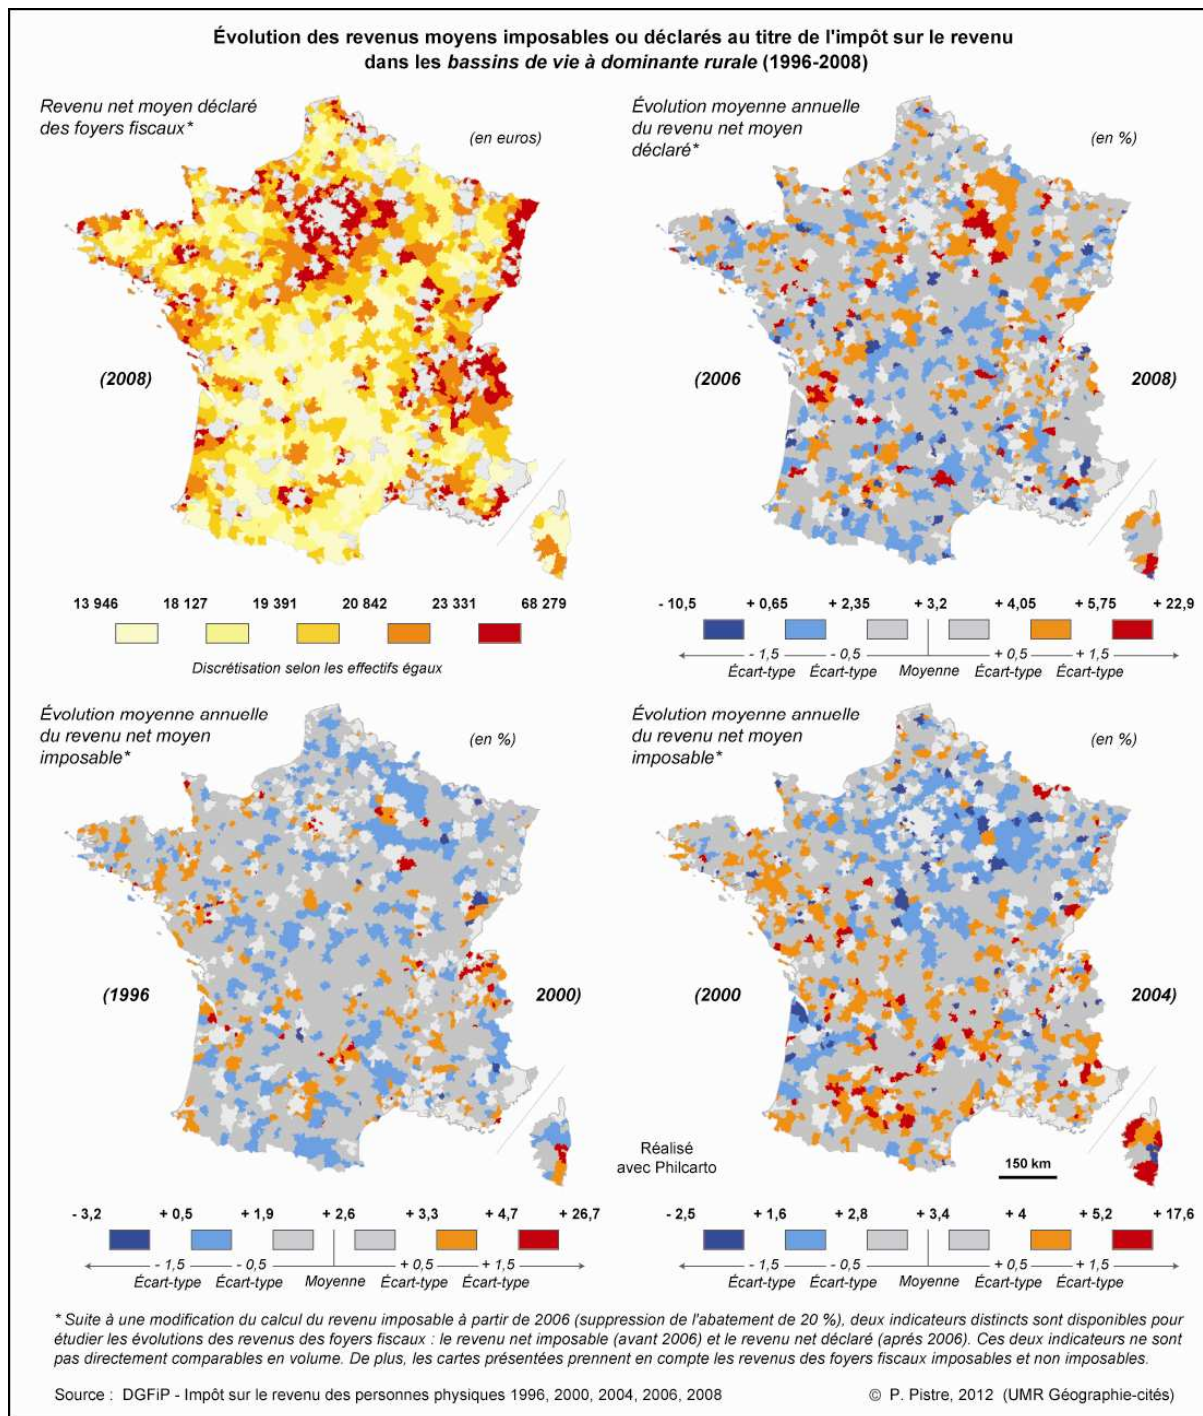 Évolution des revenus moyens imposables ou déclarés au titre de l'impôt sur le revenu
dans les bassins de vie à dominante rurale (1996-2008)
Revenu net moyen déclaré
des foyers fiscaux*
(en euros)
(2008)
13 946 18 127 19 391 20 842 23 331 68 279
Discrétisation selon les effectifs égaux
Évolution moyenne annuelle
du revenu net moyen
déclaré*
(en %)
(2006 2008)
- 10,5 + 0,65 + 2,35 + 3,2 + 4,05 + 5,75 + 22,9
- 1,5 - 0,5 Moyenne + 0,5 + 1,5
Écart-type Écart-type Écart-type Écart-type
Évolution moyenne annuelle
du revenu net moyen
imposable*
(en %)
(1996 2000)
- 3,2 + 0,5 + 1,9 + 2,6 + 3,3 + 4,7 + 26,7
- 1,5 - 0,5 Moyenne + 0,5 + 1,5
Écart-type Écart-type Écart-type Écart-type
Évolution moyenne annuelle
du revenu net moyen
imposable*
(en %)
(2000 2004)
Réalisé
avec Philcarto
150 km
- 2,5 + 1,6 + 2,8 + 3,4 + 4 + 5,2 + 17,6
- 1,5 - 0,5 Moyenne + 0,5 + 1,5
Écart-type Écart-type Écart-type Écart-type
* Suite à une modification du calcul du revenu imposable à partir de 2006 (suppression de l'abatement de 20 %), deux indicateurs distincts sont disponibles pour
étudier les évolutions des revenus des foyers fiscaux : le revenu net imposable (avant 2006) et le revenu net déclaré (aprés 2006). Ces deux indicateurs ne sont
pas directement comparables en volume. De plus, les cartes présentées prennent en compte les revenus des foyers fiscaux imposables et non imposables.
Source : DGFiP - Impôt sur le revenu des personnes physiques 1996, 2000, 2004, 2006, 2008
© P. Pistre, 2012 (UMR Géographie-cités)